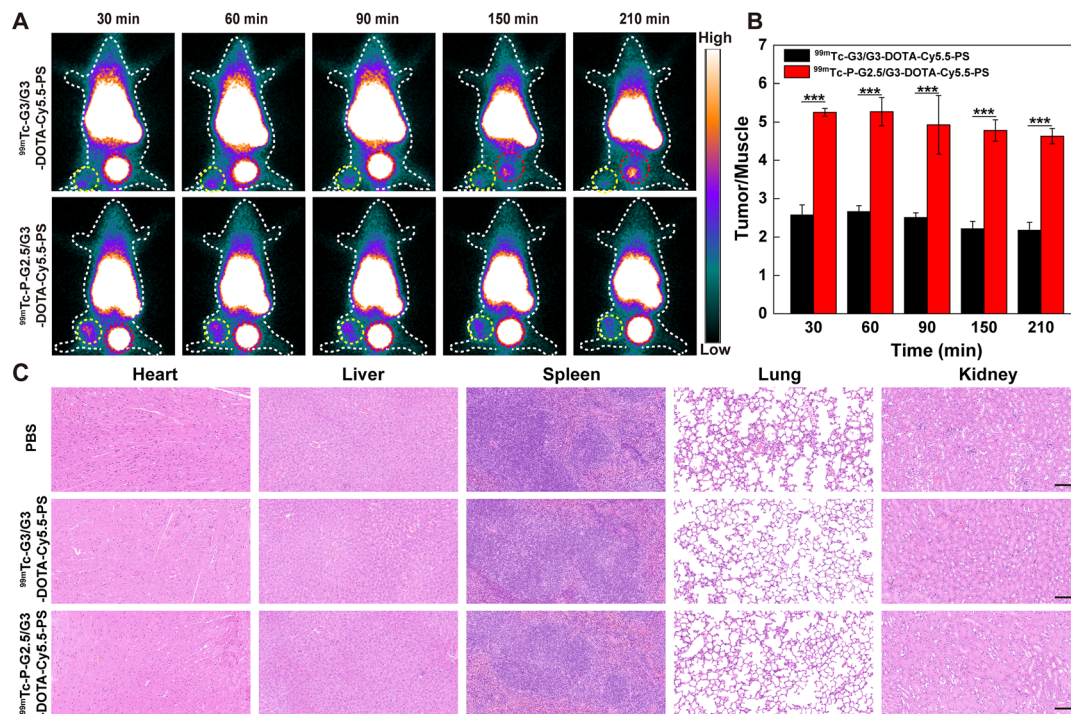 A
30 min 60 min 90 min 150 min 210 min
99mTc-G3/G3
-DOTA-Cy5.5-PS
99mTc-P-G2.5/G3
-DOTA-Cy5.5-PS
High
Low
B
99mTc-G3/G3-DOTA-Cy5.5-PS
99mTc-P-G2.5/G3-DOTA-Cy5.5-PS
*** *** *** *** ***
Tumor/Muscle
7
6
5
4
3
2
1
0
30 60 90 150 210
Time (min)
C
Heart Liver Spleen Lung Kidney
PBS
99mTc-G3/G3
-DOTA-Cy5.5-PS
99mTc-P-G2.5/G3
-DOTA-Cy5.5-PS